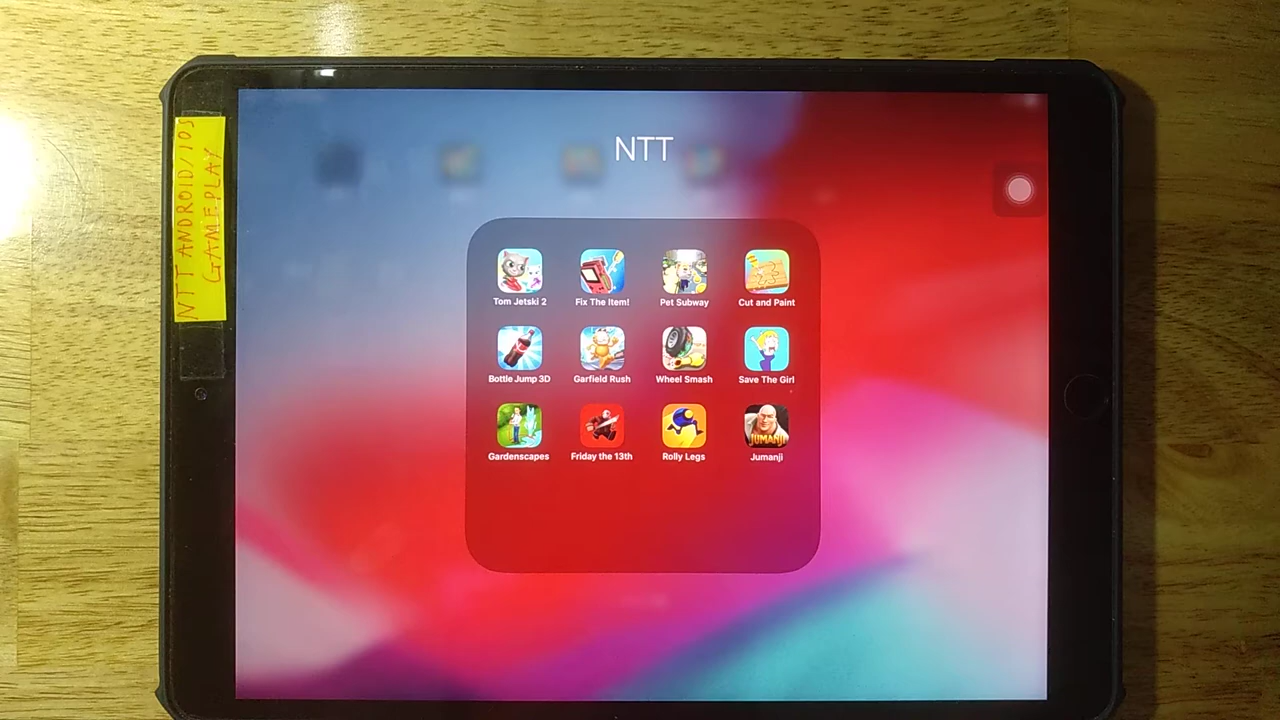 NTT ANDROID/IOS
GAMEPLAY
NTT
Tom Jetski 2
Fix The Item!
Pet Subway
Cut and Paint
Bottle Jump 3D
Garfield Rush
Wheel Smash
Save The Girl
Gardenscapes
Friday the 13th
Rolly Legs
JUMANJI
Jumanji